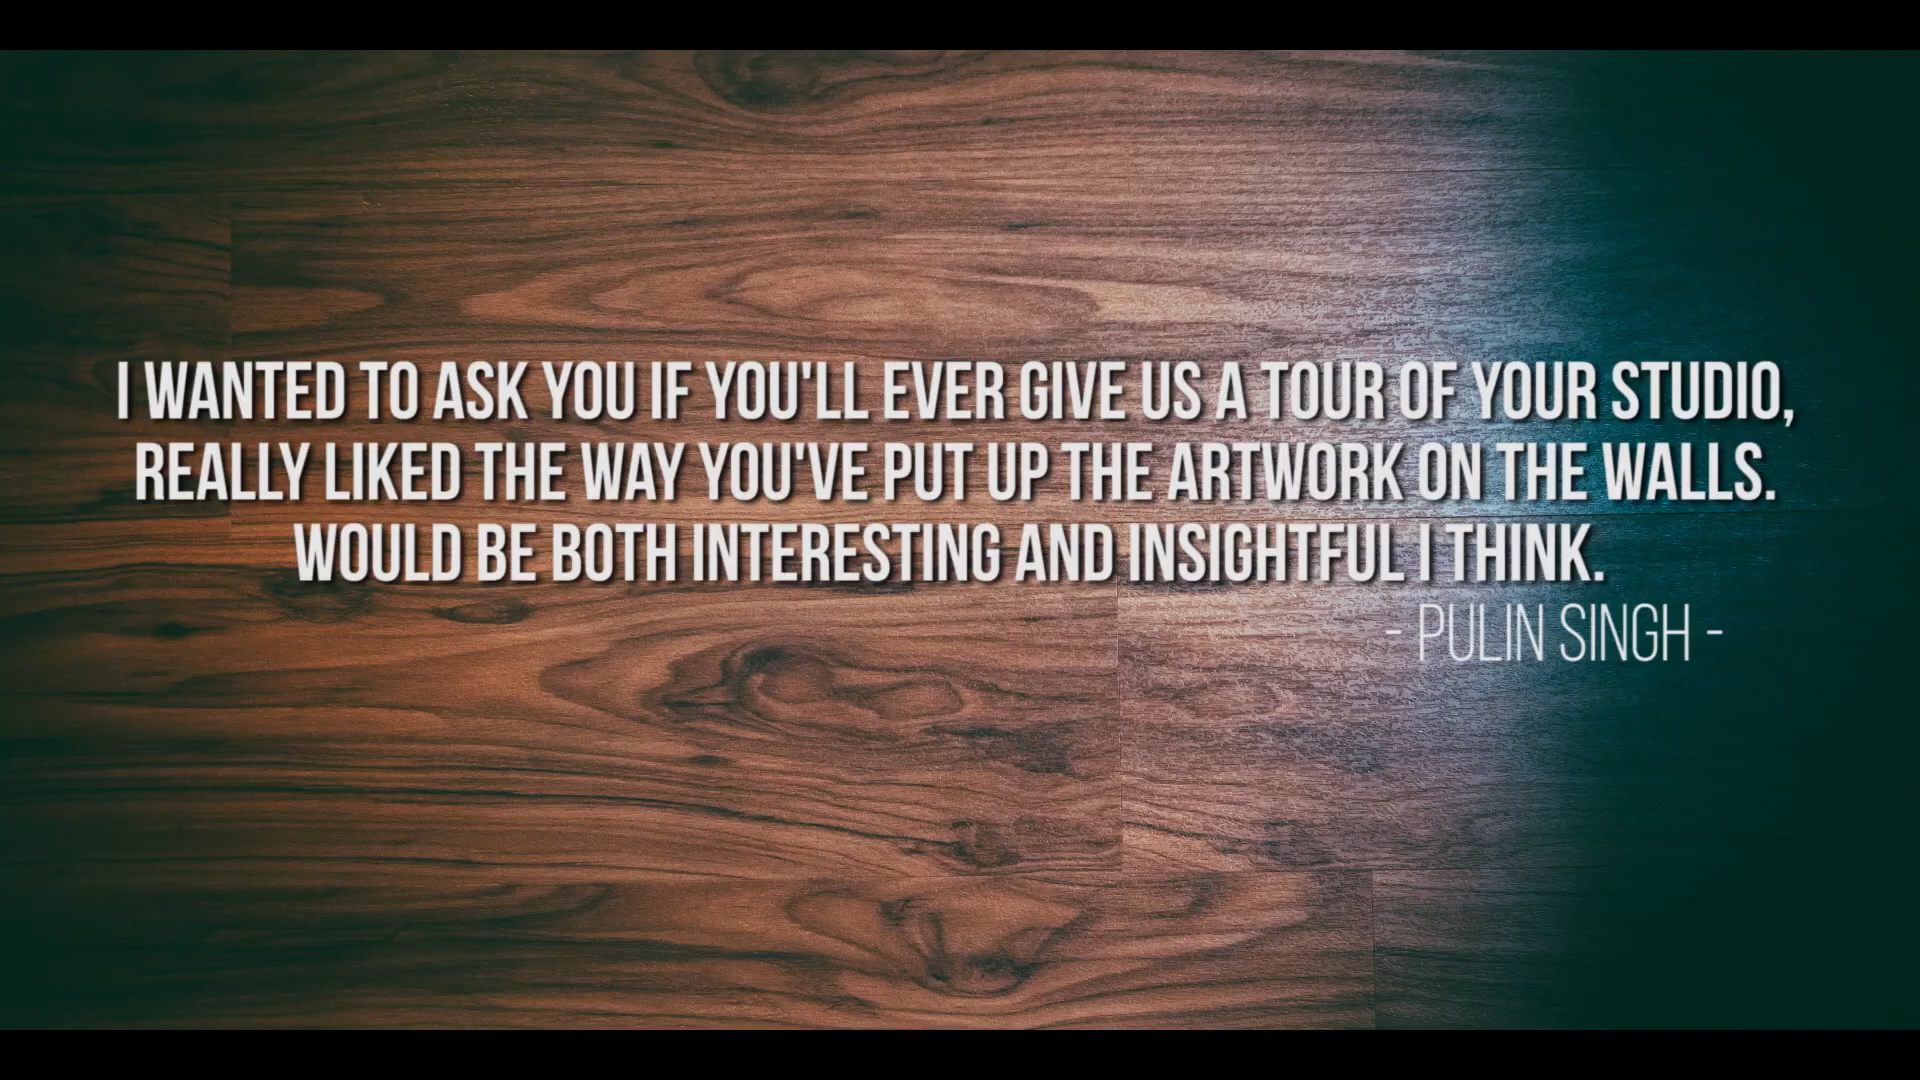 I WANTED TO ASK YOU IF YOU'LL EVER GIVE US A TOUR OF YOUR STUDIO,
REALLY LIKED THE WAY YOU'VE PUT UP THE ARTWORK ON THE WALLS.
WOULD BE BOTH INTERESTING AND INSIGHTFUL I THINK.
- PULIN SINGH -